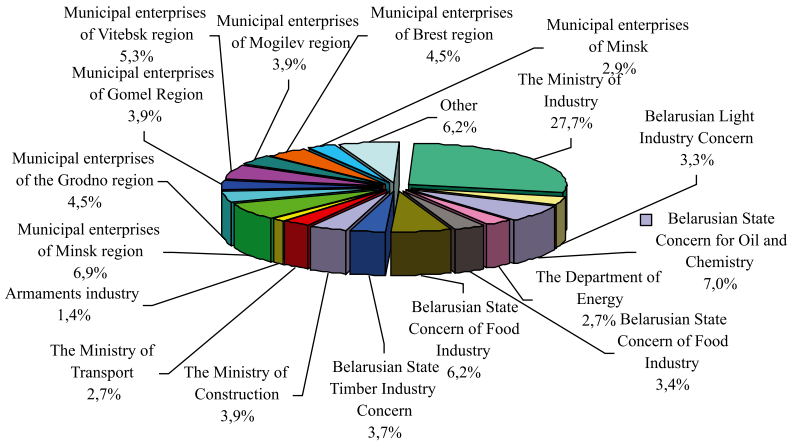 Municipal enterprises
of Vitebsk region
5,3%
Municipal enterprises
of Mogilev region
3,9%
Municipal enterprises
of Brest region
4,5%
Municipal enterprises
of Minsk
2,9%
The Ministry of
Industry
27,7%
Other
6,2%
Municipal enterprises
of Gomel Region
3,9%
Belarusian Light
Industry Concern
3,3%
Municipal enterprises
of the Grodno region
4,5%
Belarusian State
Concern for Oil and
Chemistry
7,0%
Municipal enterprises
of Minsk region
6,9%
The Department of
Energy
2,7%
Armaments industry
1,4%
Belarusian State
Concern of Food
Industry
6,2%
Belarusian State
Concern of Food
Industry
3,4%
The Ministry of
Transport
2,7%
The Ministry of
Construction
3,9%
Belarusian State
Timber Industry
Concern
3,7%